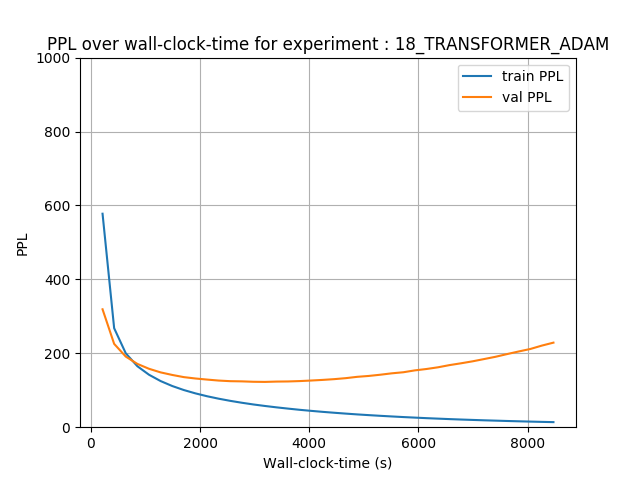 PPL over wall-clock-time for experiment : 18_TRANSFORMER_ADAM
1000
800
600
400
200
0
PPL
train PPL
val PPL
0 2000 4000 6000 8000
Wall-clock-time (s)